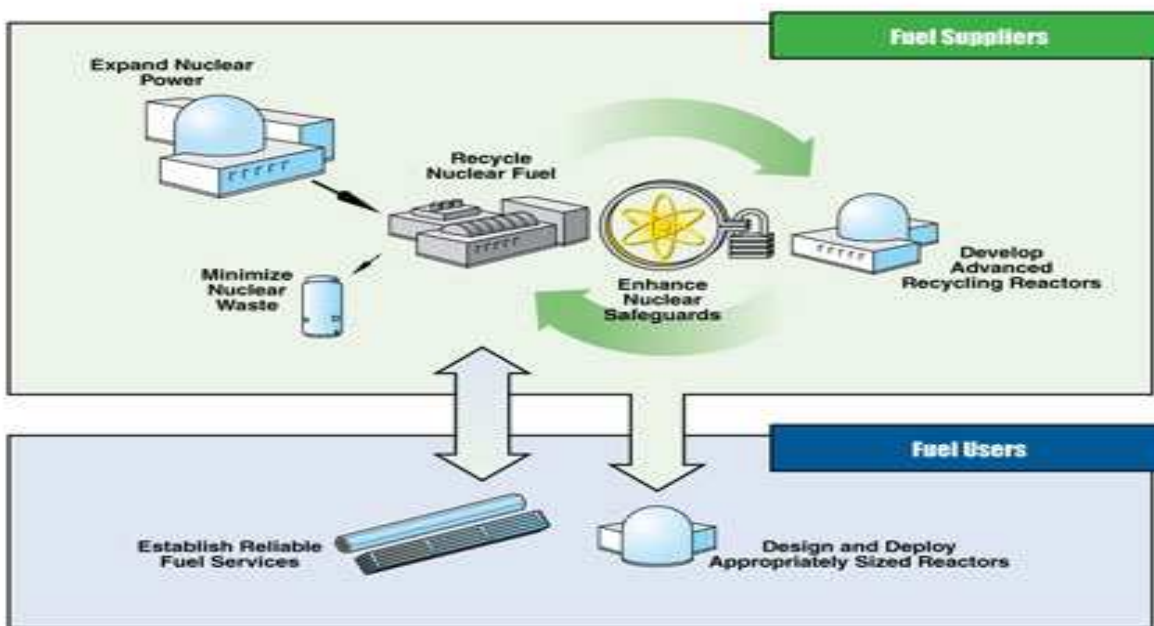 Fuel Suppliers
Expand Nuclear
Power
Recycle
Nuclear Fuel
Minimize
Nuclear
Waste
Enhance
Nuclear
Safeguards
Develop
Advanced
Recycling Reactors
Fuel Users
Establish Reliable
Fuel Services
Design and Deploy
Appropriately Sized Reactors